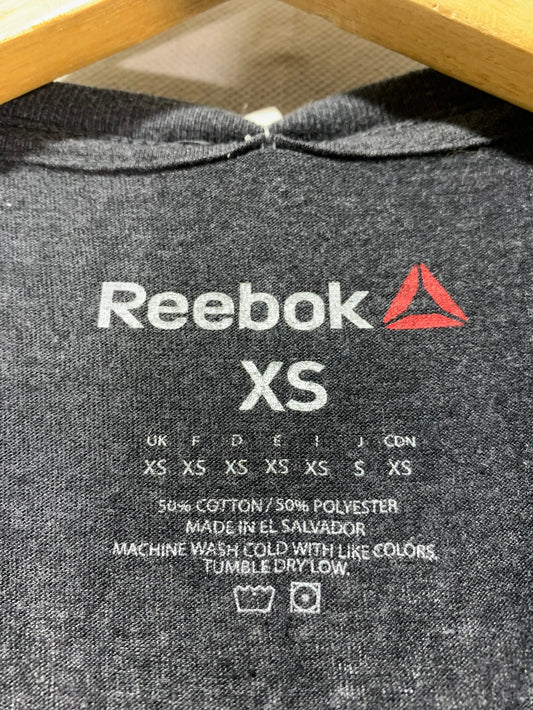 Reebok
XS
UK F D E I J CDN
XS XS XS XS XS S XS
50% COTTON / 50% POLYESTER
MADE IN EL SALVADOR
MACHINE WASH COLD WITH LIKE COLORS,
TUMBLE DRY LOW.